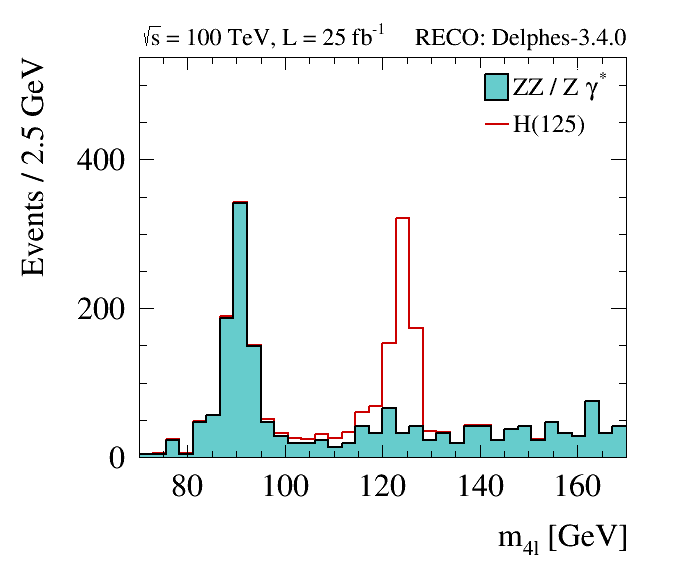 √s = 100 TeV, L = 25 fb⁻¹ RECO: Delphes-3.4.0
Events / 2.5 GeV
ZZ / Z γ*
H(125)
400
200
0
80 100 120 140 160
m₄ₗ [GeV]